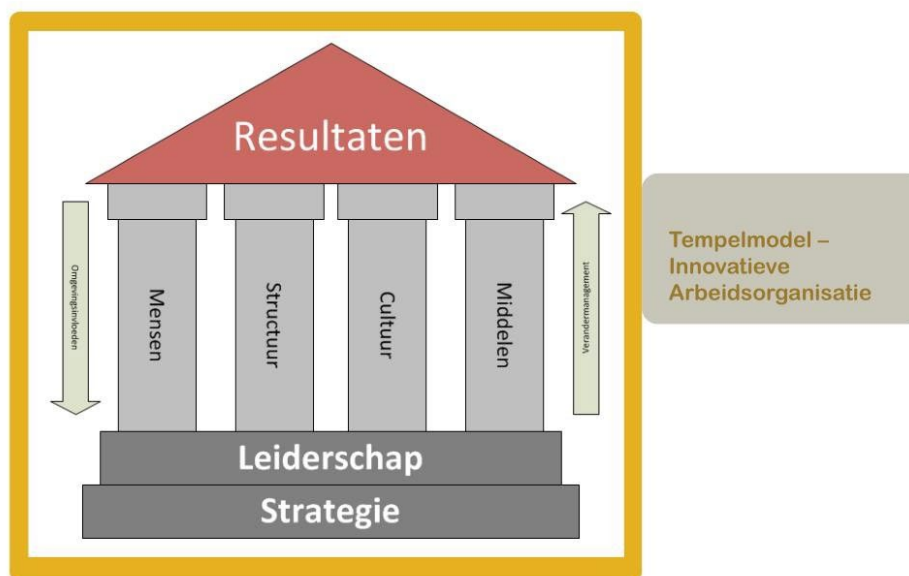 Resultaten
Omgevingsinvloeden
Mensen
Structuur
Cultuur
Middelen
Verandermanagement
Leiderschap
Strategie
Tempelmodel –
Innovatieve
Arbeidsorganisatie